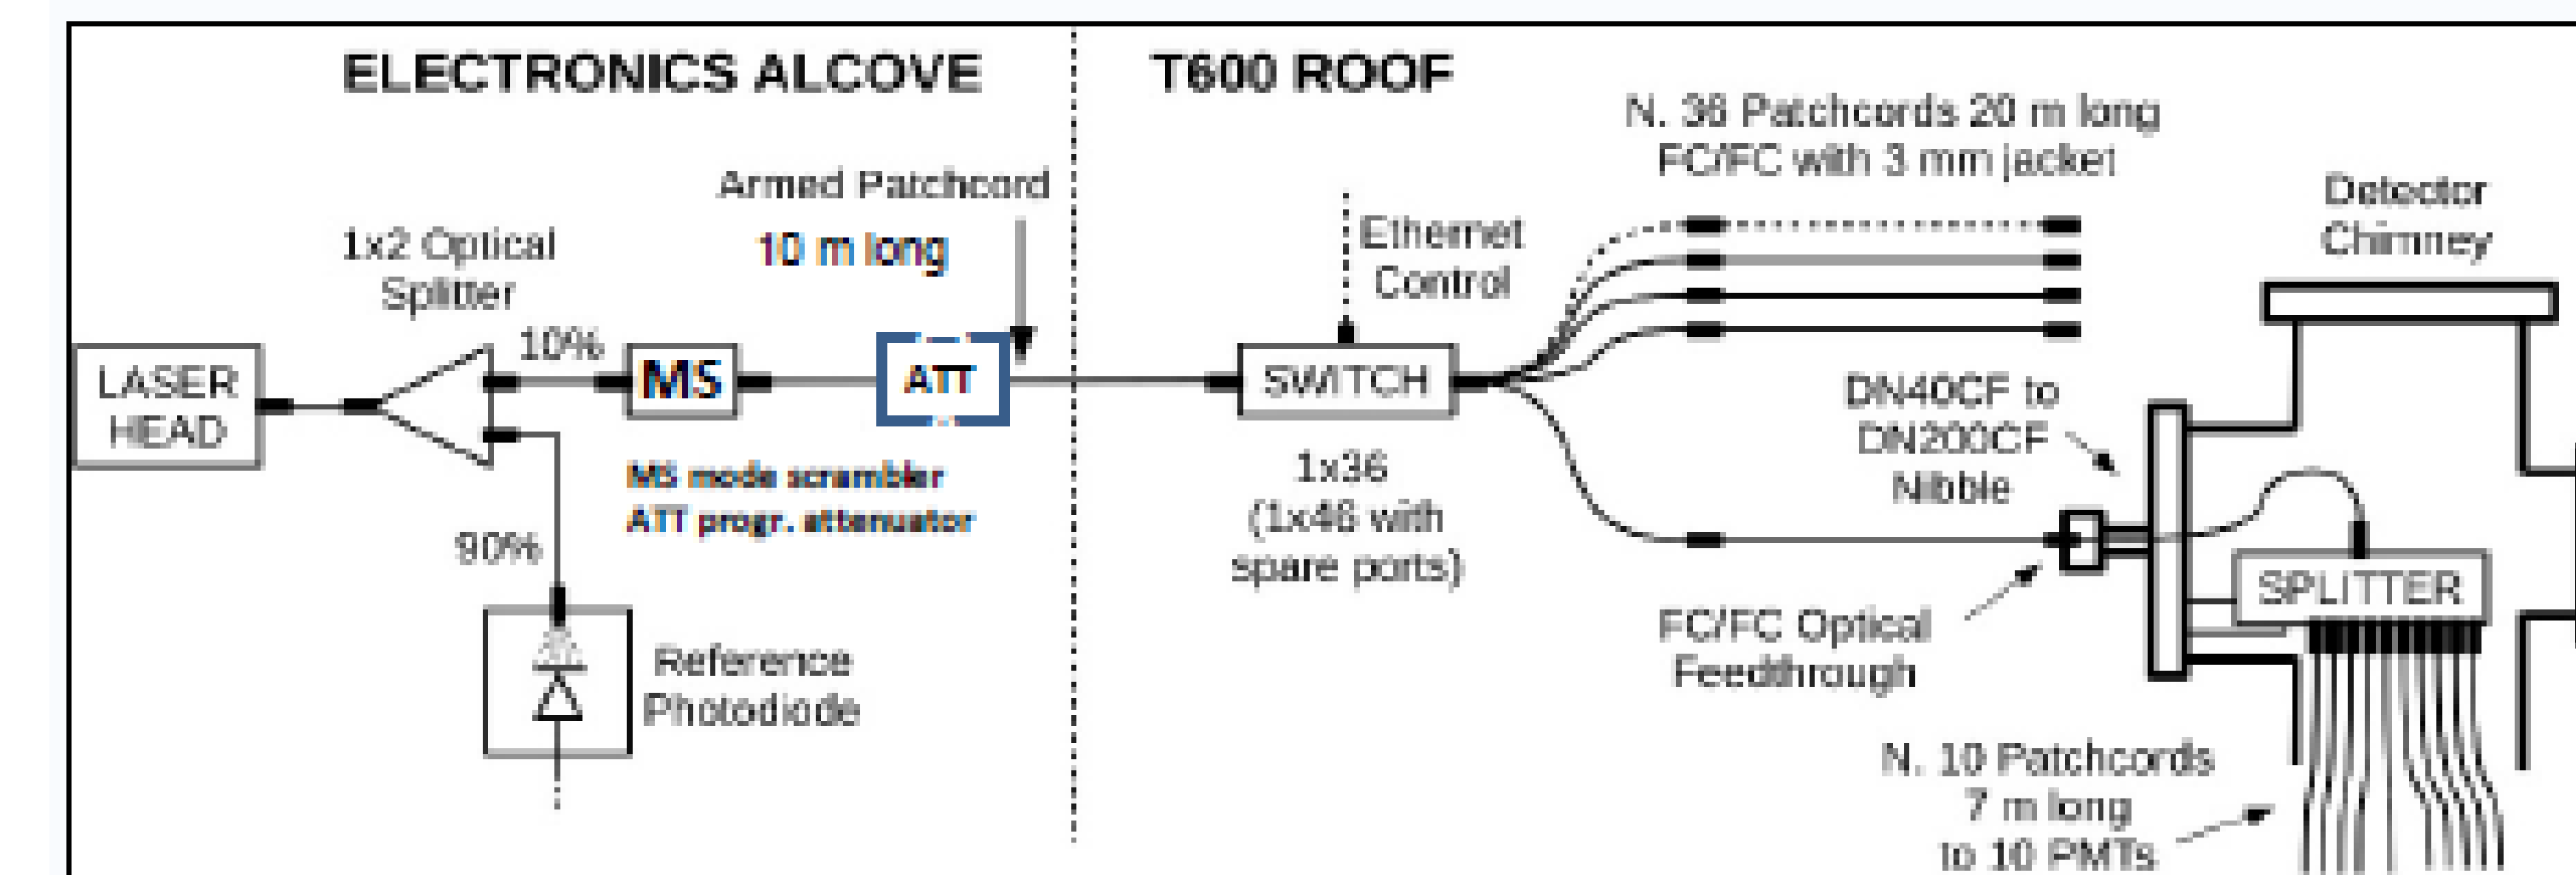 ELECTRONICS ALCOVE
T600 ROOF
N. 36 Patchcords 20 m long
FC/FC with 3 mm jacket
Armed Patchcord
10 m long
1x2 Optical
Splitter
Ethernet
Control
Detector
Chimney
10%
LASER
HEAD
MS
ATT
SWITCH
MS mode scrambler
ATT progr. attenuator
90%
1x36
(1x46 with
spare ports)
DN40CF to
DN200CF
Nibble
SPLITTER
FC/FC Optical
Feedthrough
Reference
Photodiode
N. 10 Patchcords
7 m long
to 10 PMTs